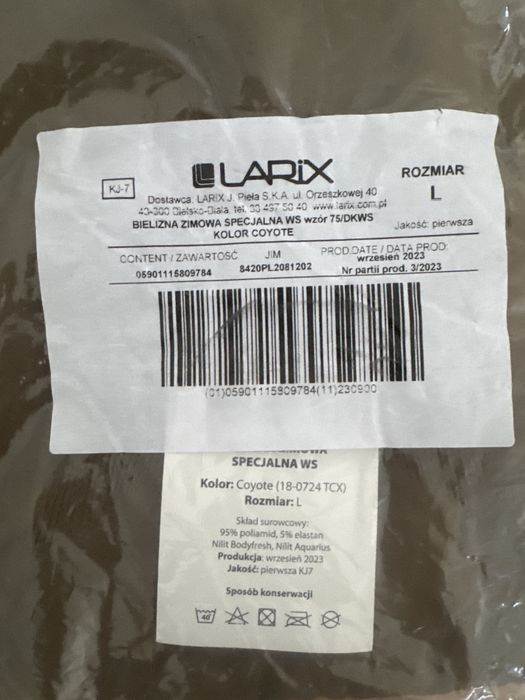 LARIX
KJ-7
ROZMIAR
L
Dostawca: LARIX J. Pieła S.K.A. ul. Orzeszkowej 40
43-300 Bielsko-Biała, tel. 33 497 50 40 www.larix.com.pl
BIELIZNA ZIMOWA SPECJALNA WS wzór 75/DKWS
KOLOR COYOTE
Jakość: pierwsza
CONTENT / ZAWARTOŚĆ JIM PROD.DATE / DATA PROD:
05901115809784 8420PL2081202 wrzesień 2023
Nr partii prod. 3/2023
(01)05901115809784(11)230900
SPECJALNA WS
Kolor: Coyote (18-0724 TCX)
Rozmiar: L
Skład surowcowy:
95% poliamid, 5% elastan
Nilit Bodyfresh, Nilit Aquarius
Produkcja: wrzesień 2023
Jakość: pierwsza KJ7
Sposób konserwacji
40